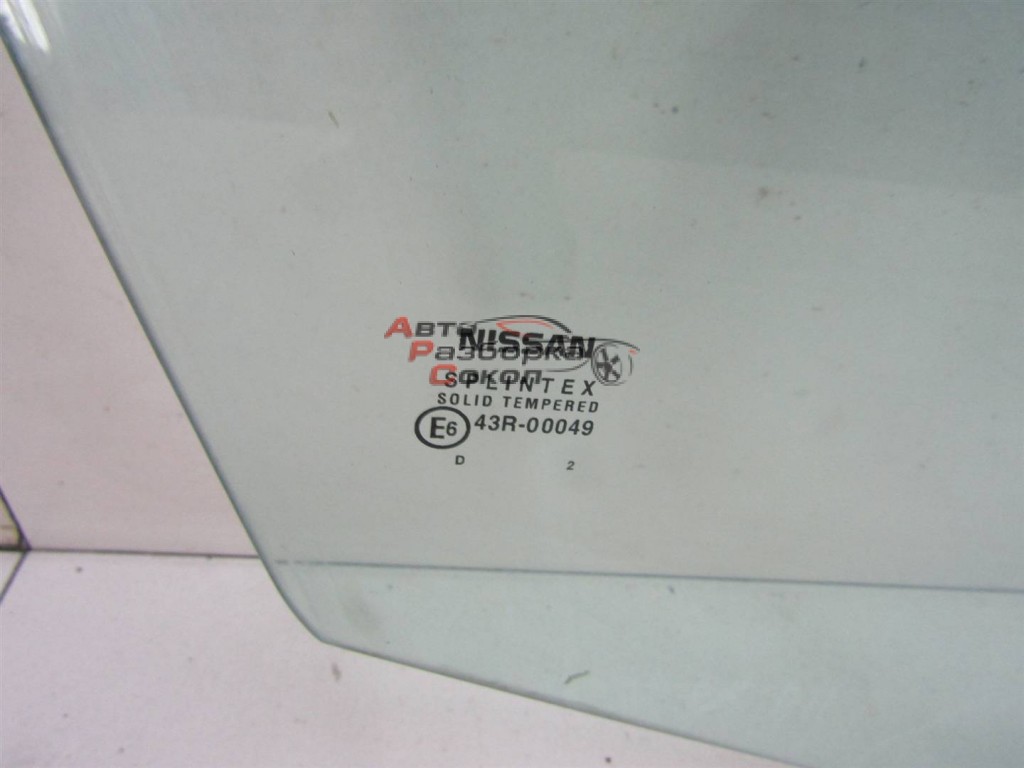 Авто
NISSAN
Разборка
Сокол
SPLINTEX
SOLID TEMPERED
E6 43R-00049
D 2